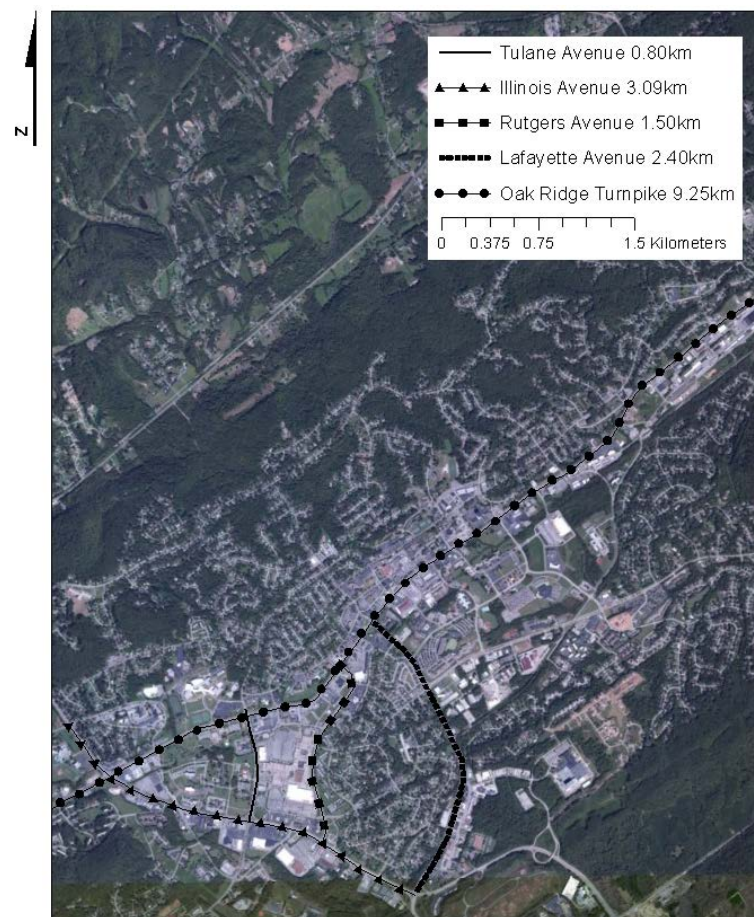 Tulane Avenue 0.80km
Illinois Avenue 3.09km
Rutgers Avenue 1.50km
Lafayette Avenue 2.40km
Oak Ridge Turnpike 9.25km
0 0.375 0.75 1.5 Kilometers
N